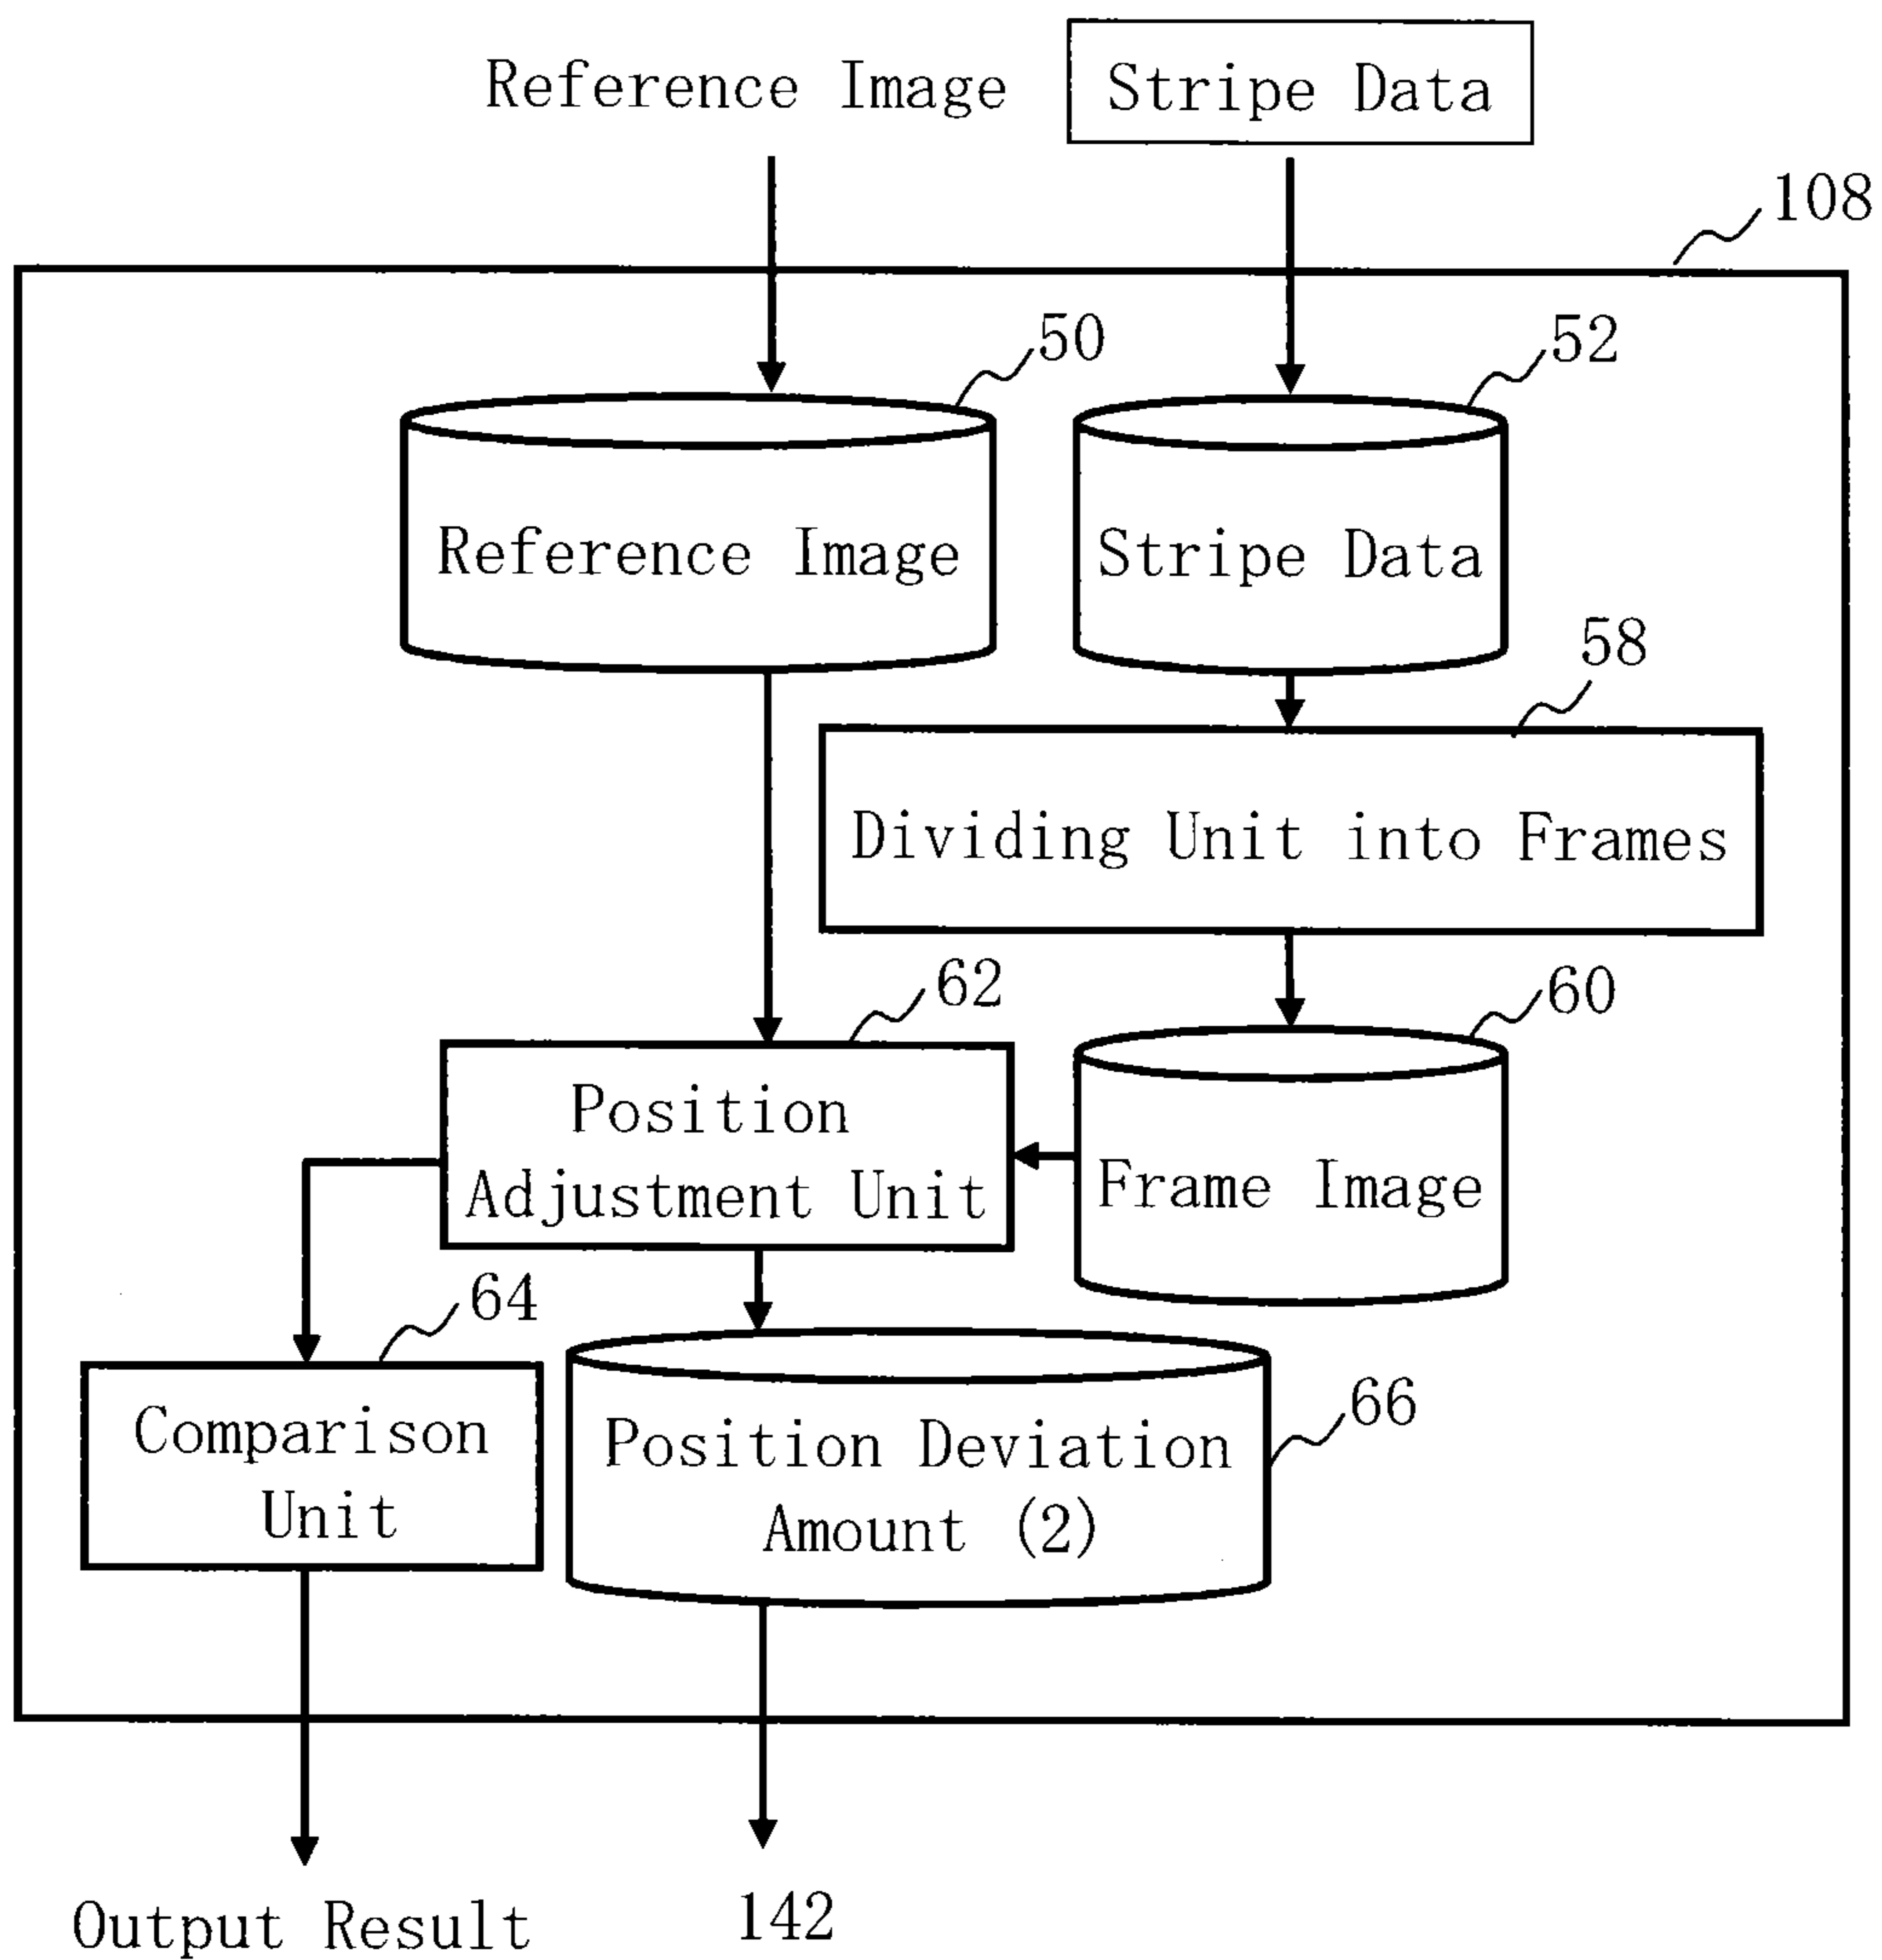 Reference Image
Stripe Data
108
50
52
Reference Image
Stripe Data
58
Dividing Unit into Frames
62
60
Position
Adjustment Unit
Frame Image
64
66
Comparison
Unit
Position Deviation
Amount (2)
Output Result
142